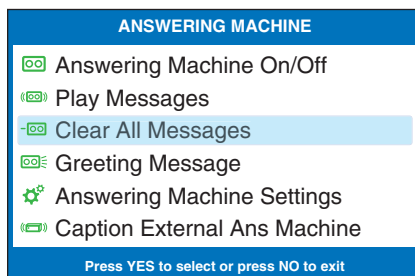 ANSWERING MACHINE
Answering Machine On/Off
Play Messages
Clear All Messages
Greeting Message
Answering Machine Settings
Caption External Ans Machine
Press YES to select or press NO to exit